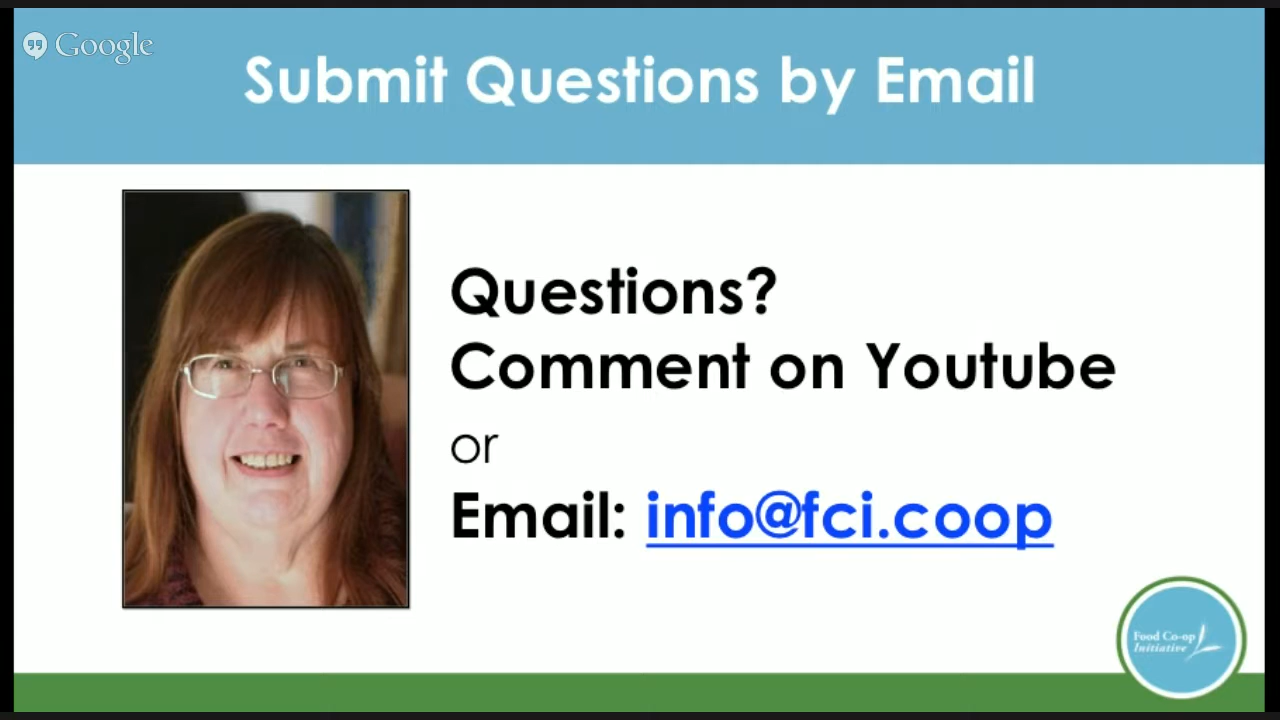 Google
Submit Questions by Email
Questions?
Comment on Youtube
or
Email: info@fci.coop
Food Co-op
Initiative